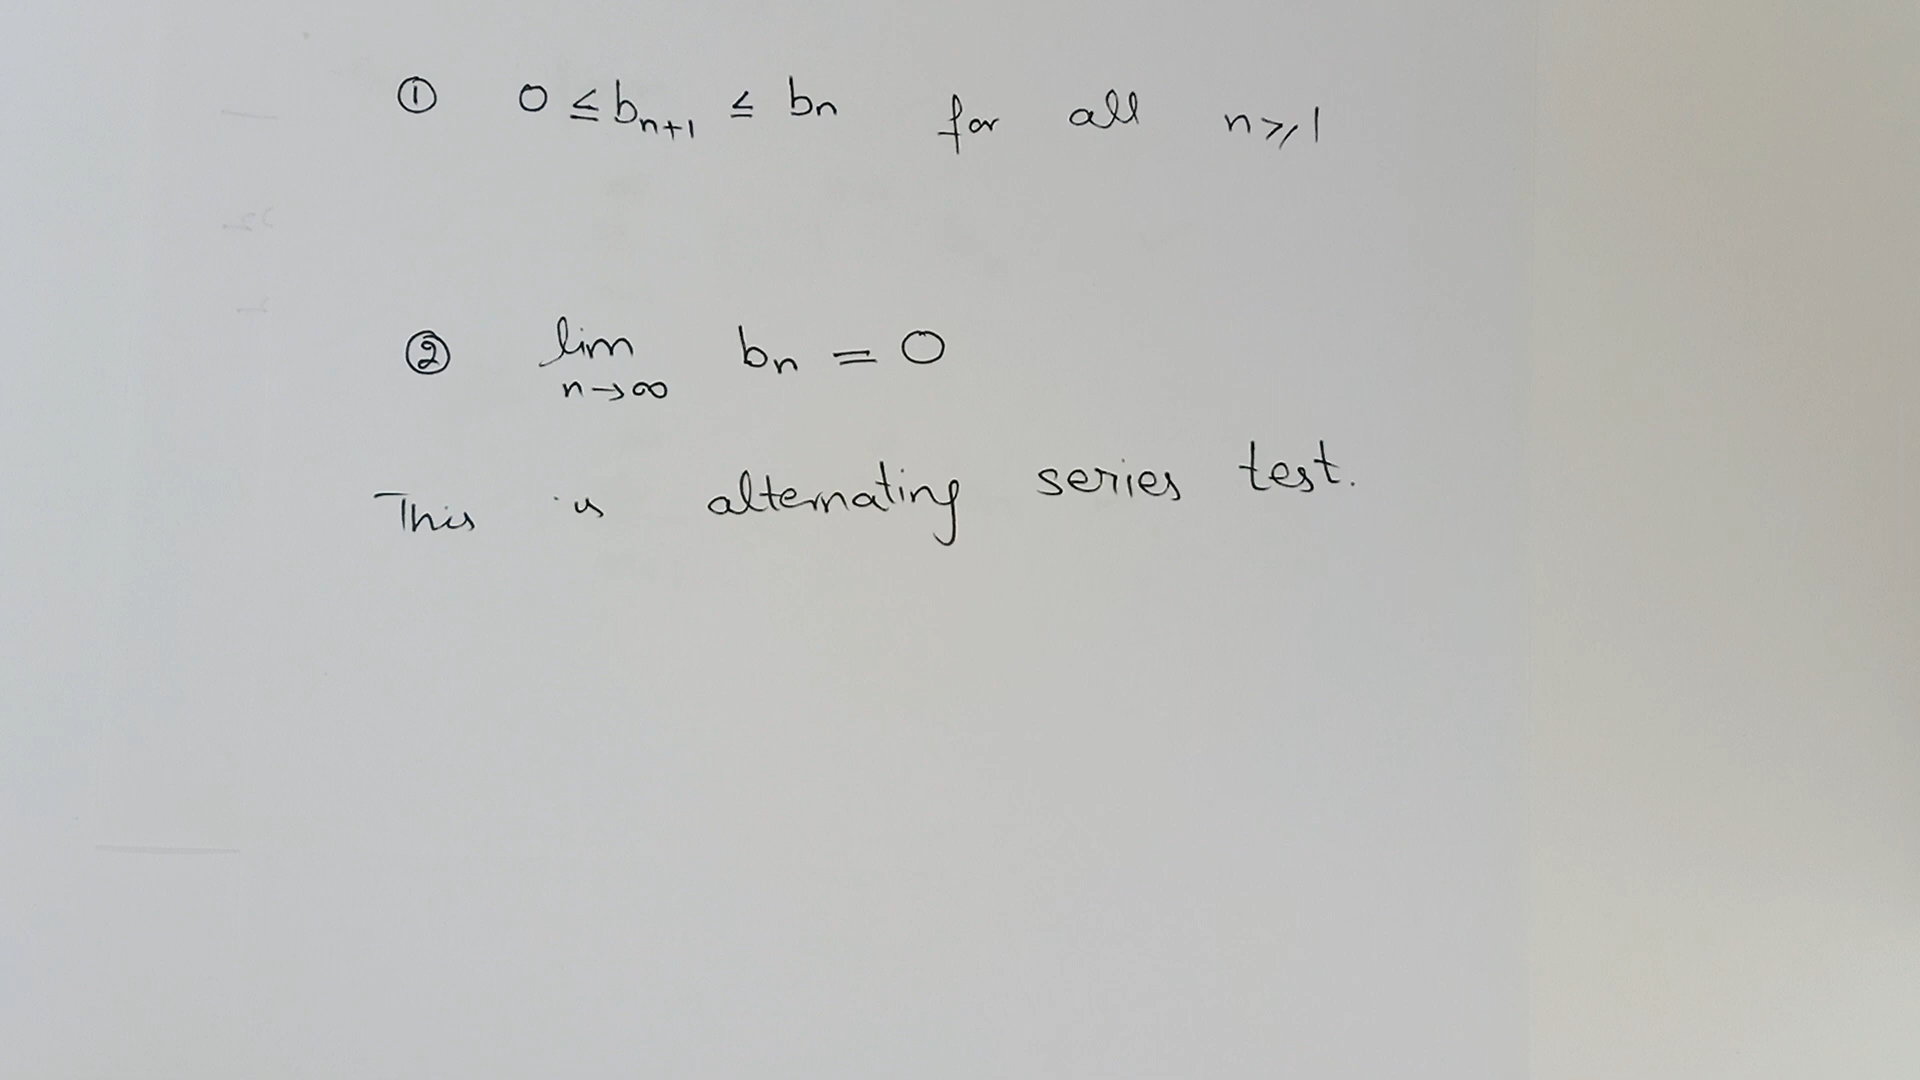 ① 0 ≤ bₙ₊₁ ≤ bₙ for all n ⩾ 1
② lim bₙ = 0
n→∞
This is alternating series test.